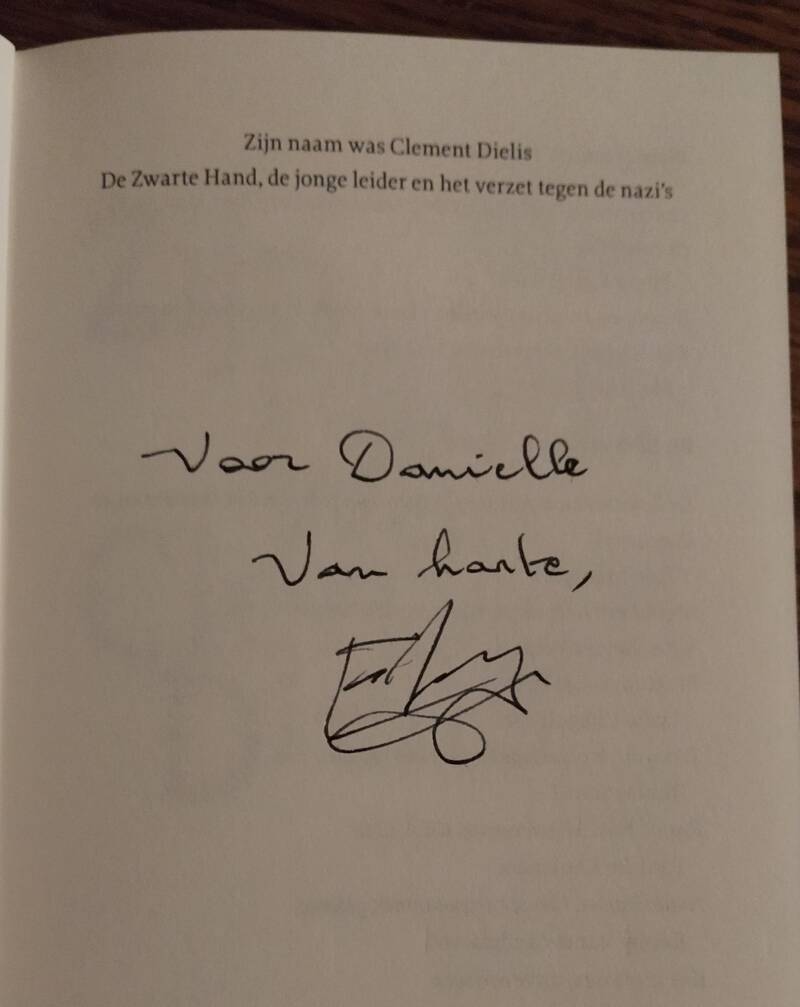 Zijn naam was Clement Dielis
De Zwarte Hand, de jonge leider en het verzet tegen de nazi's
Voor Danielle
Van harte,